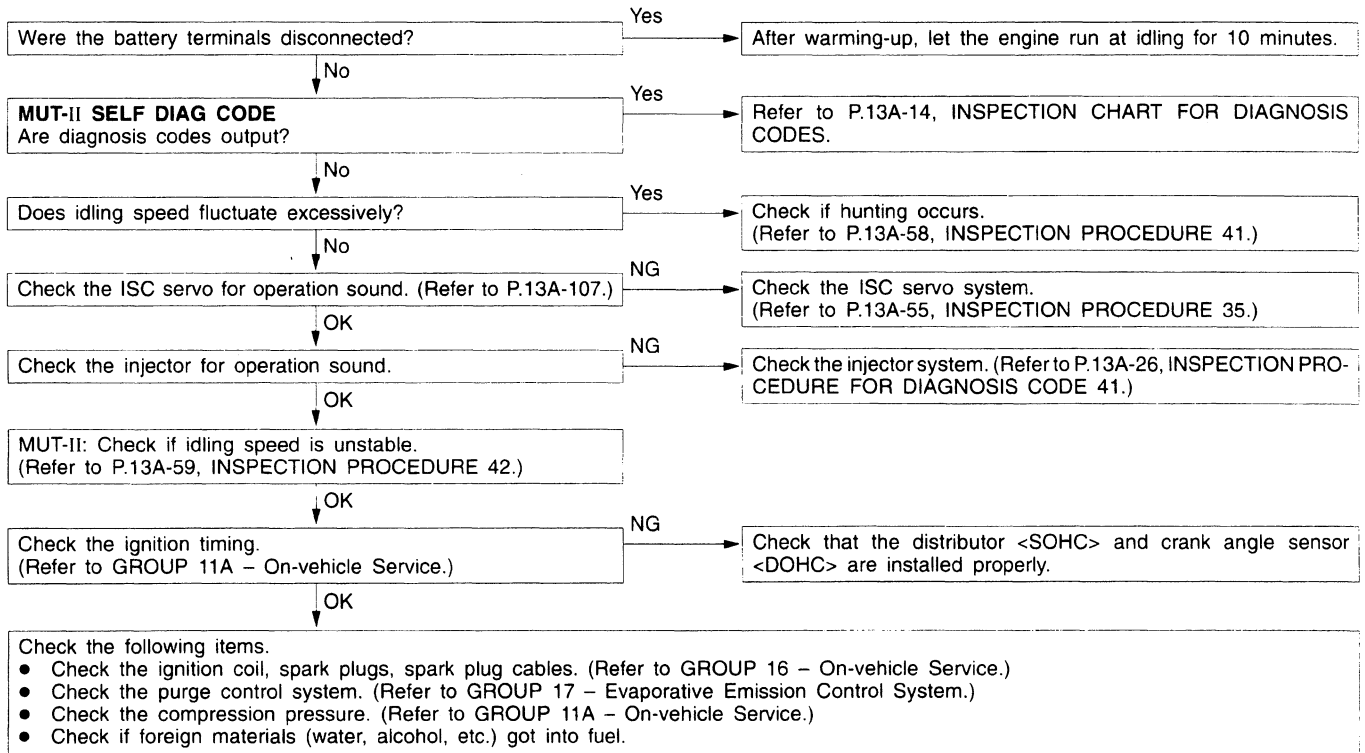 Were the battery terminals disconnected?
Yes
After warming-up, let the engine run at idling for 10 minutes.
No
MUT-II SELF DIAG CODE
Are diagnosis codes output?
Yes
Refer to P.13A-14, INSPECTION CHART FOR DIAGNOSIS
CODES.
No
Does idling speed fluctuate excessively?
Yes
Check if hunting occurs.
(Refer to P.13A-58, INSPECTION PROCEDURE 41.)
No
Check the ISC servo for operation sound. (Refer to P.13A-107.)
NG
Check the ISC servo system.
(Refer to P.13A-55, INSPECTION PROCEDURE 35.)
OK
Check the injector for operation sound.
NG
Check the injector system. (Refer to P.13A-26, INSPECTION PRO-
CEDURE FOR DIAGNOSIS CODE 41.)
OK
MUT-II: Check if idling speed is unstable.
(Refer to P.13A-59, INSPECTION PROCEDURE 42.)
OK
Check the ignition timing.
(Refer to GROUP 11A – On-vehicle Service.)
NG
Check that the distributor <SOHC> and crank angle sensor
<DOHC> are installed properly.
OK
Check the following items.
● Check the ignition coil, spark plugs, spark plug cables. (Refer to GROUP 16 – On-vehicle Service.)
● Check the purge control system. (Refer to GROUP 17 – Evaporative Emission Control System.)
● Check the compression pressure. (Refer to GROUP 11A – On-vehicle Service.)
● Check if foreign materials (water, alcohol, etc.) got into fuel.